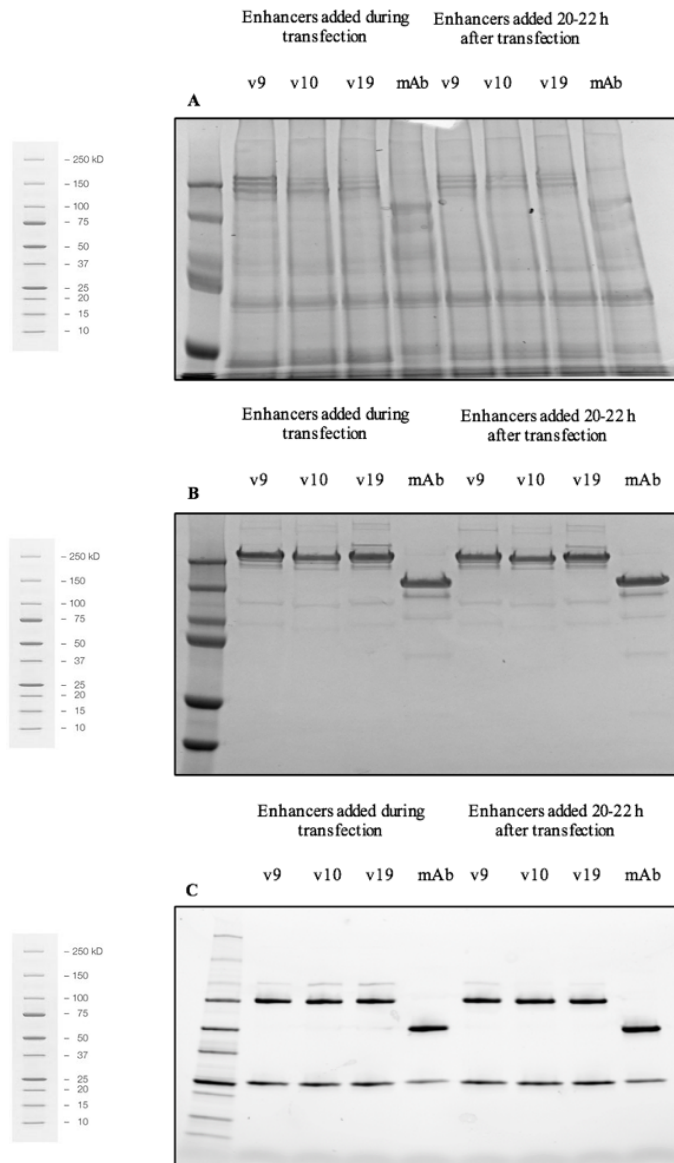 Enhancers added during transfection
Enhancers added 20-22 h after transfection
v9 v10 v19 mAb v9 v10 v19 mAb
A
250 kD
150
100
75
50
37
25
20
15
10
Enhancers added during transfection
Enhancers added 20-22 h after transfection
v9 v10 v19 mAb v9 v10 v19 mAb
B
250 kD
150
100
75
50
37
25
20
15
10
Enhancers added during transfection
Enhancers added 20-22 h after transfection
v9 v10 v19 mAb v9 v10 v19 mAb
C
250 kD
150
100
75
50
37
25
20
15
10